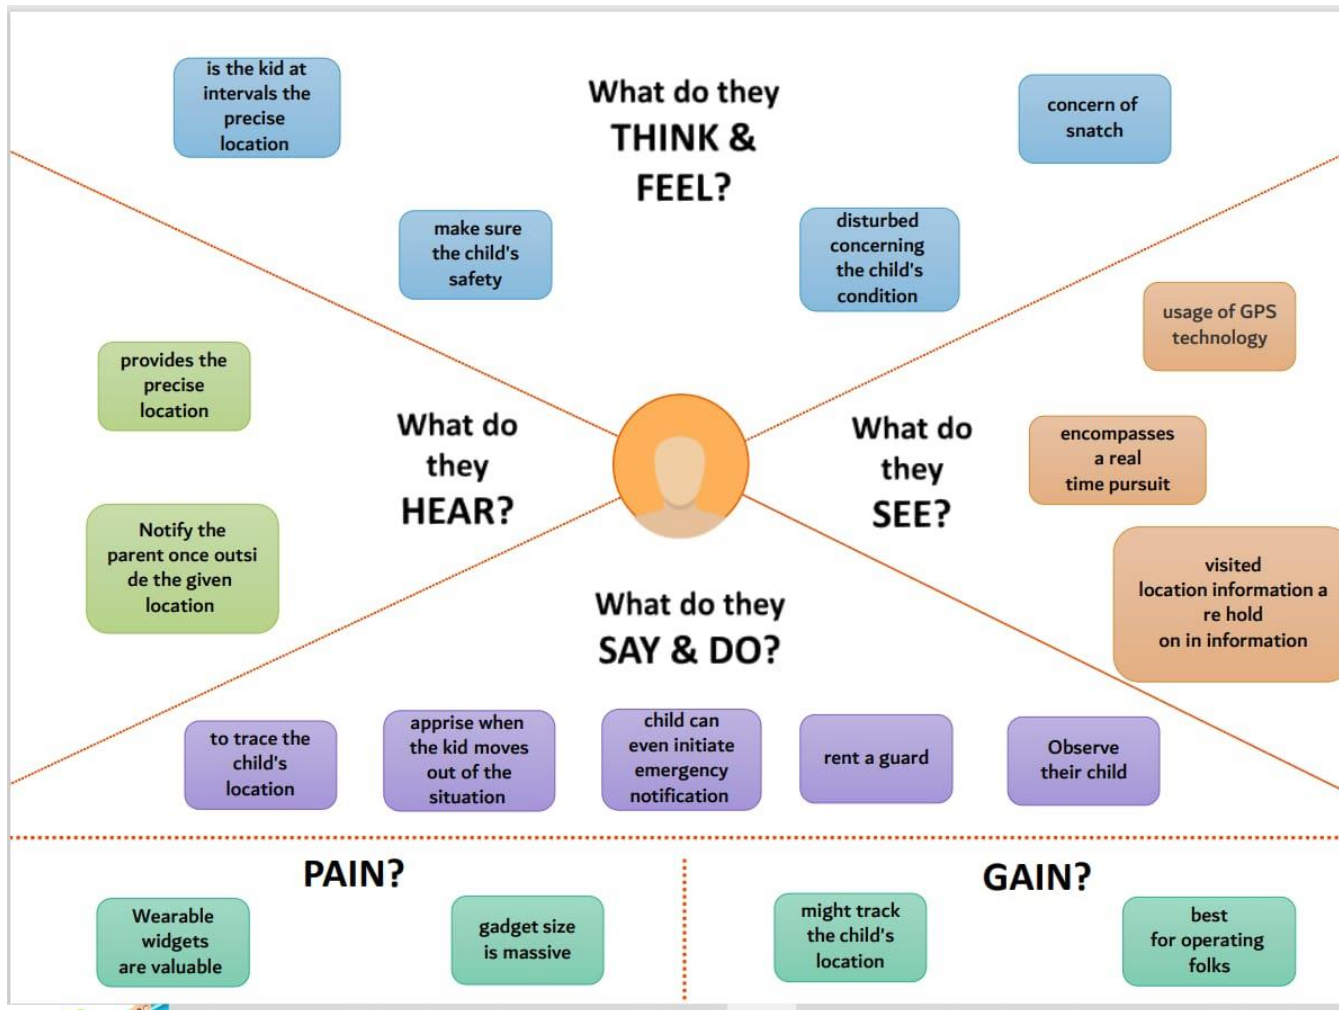 What do they
THINK &
FEEL?
is the kid at
intervals the
precise
location
make sure
the child's
safety
disturbed
concerning
the child's
condition
concern of
snatch
What do
they
HEAR?
provides the
precise
location
Notify the
parent once outsi
de the given
location
What do
they
SEE?
usage of GPS
technology
encompasses
a real
time pursuit
visited
location information a
re hold
on in information
What do they
SAY & DO?
to trace the
child's
location
apprise when
the kid moves
out of the
situation
child can
even initiate
emergency
notification
rent a guard
Observe
their child
PAIN?
Wearable
widgets
are valuable
gadget size
is massive
GAIN?
might track
the child's
location
best
for operating
folks